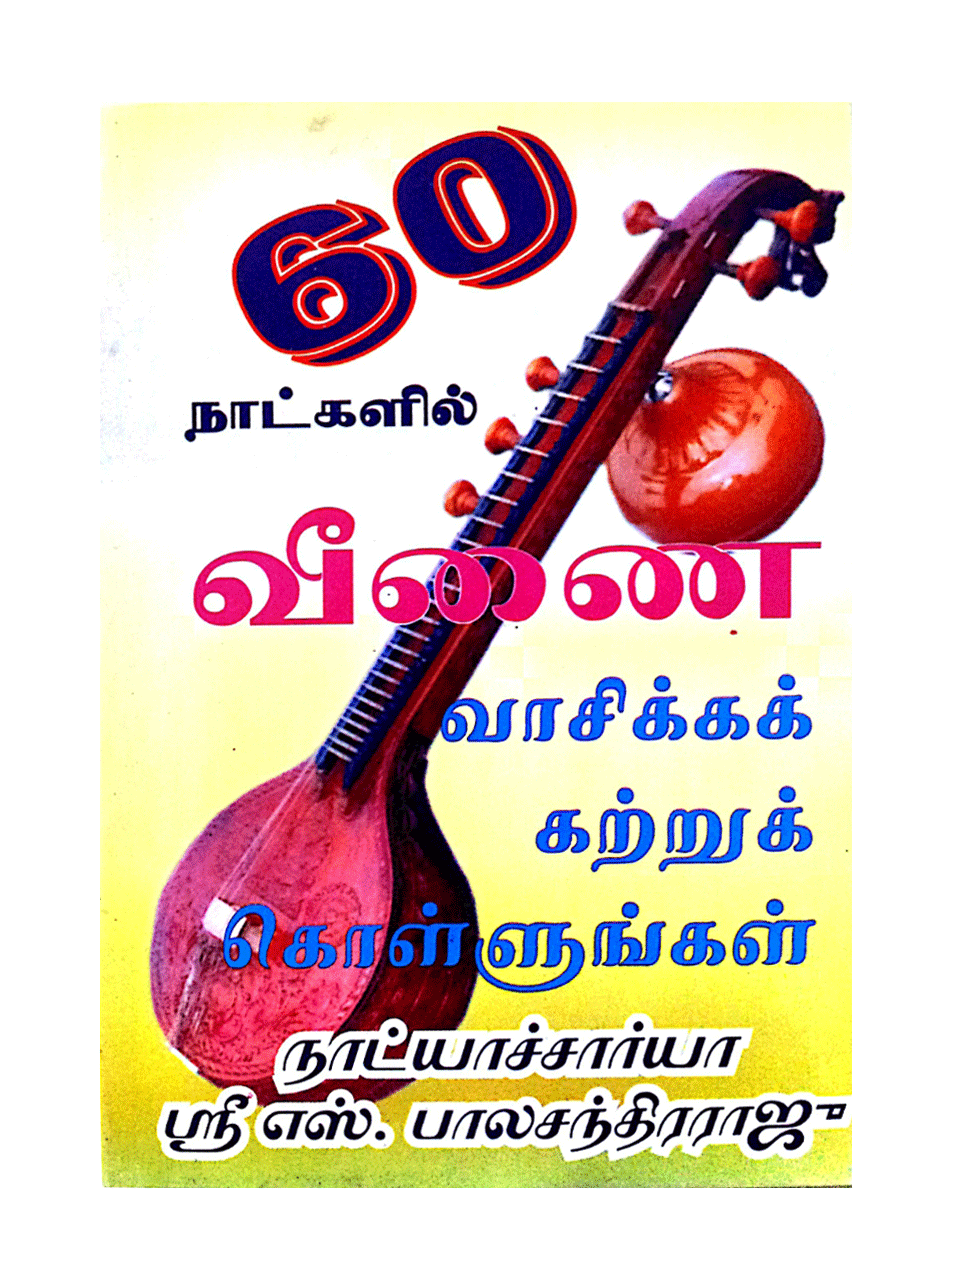 60
நாட்களில்
வீணை
வாசிக்கக்
கற்றுக்
கொள்ளுங்கள்
நாட்யாச்சார்யா
ஸ்ரீ எஸ். பாலசந்திரராஜு